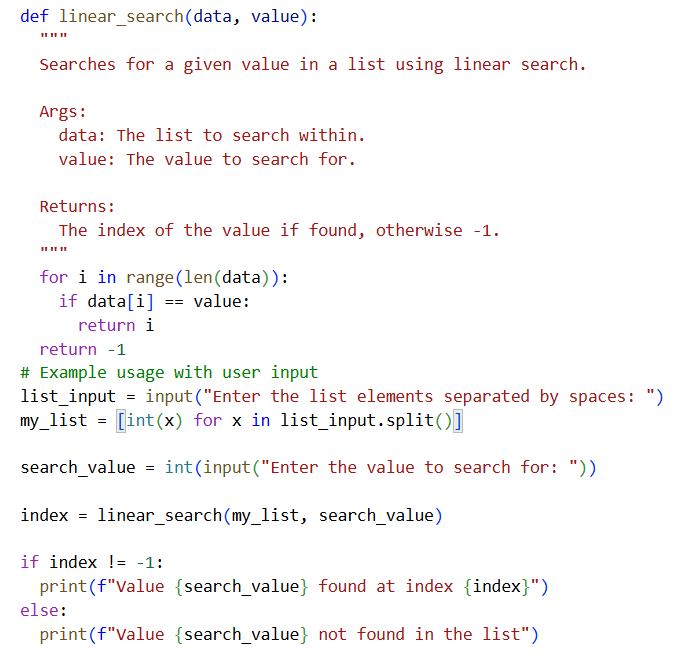 def linear_search(data, value):
  """
  Searches for a given value in a list using linear search.

  Args:
    data: The list to search within.
    value: The value to search for.

  Returns:
    The index of the value if found, otherwise -1.
  """
  for i in range(len(data)):
    if data[i] == value:
      return i
  return -1
# Example usage with user input
list_input = input("Enter the list elements separated by spaces: ")
my_list = [int(x) for x in list_input.split()]

search_value = int(input("Enter the value to search for: "))

index = linear_search(my_list, search_value)

if index != -1:
  print(f"Value {search_value} found at index {index}")
else:
  print(f"Value {search_value} not found in the list")